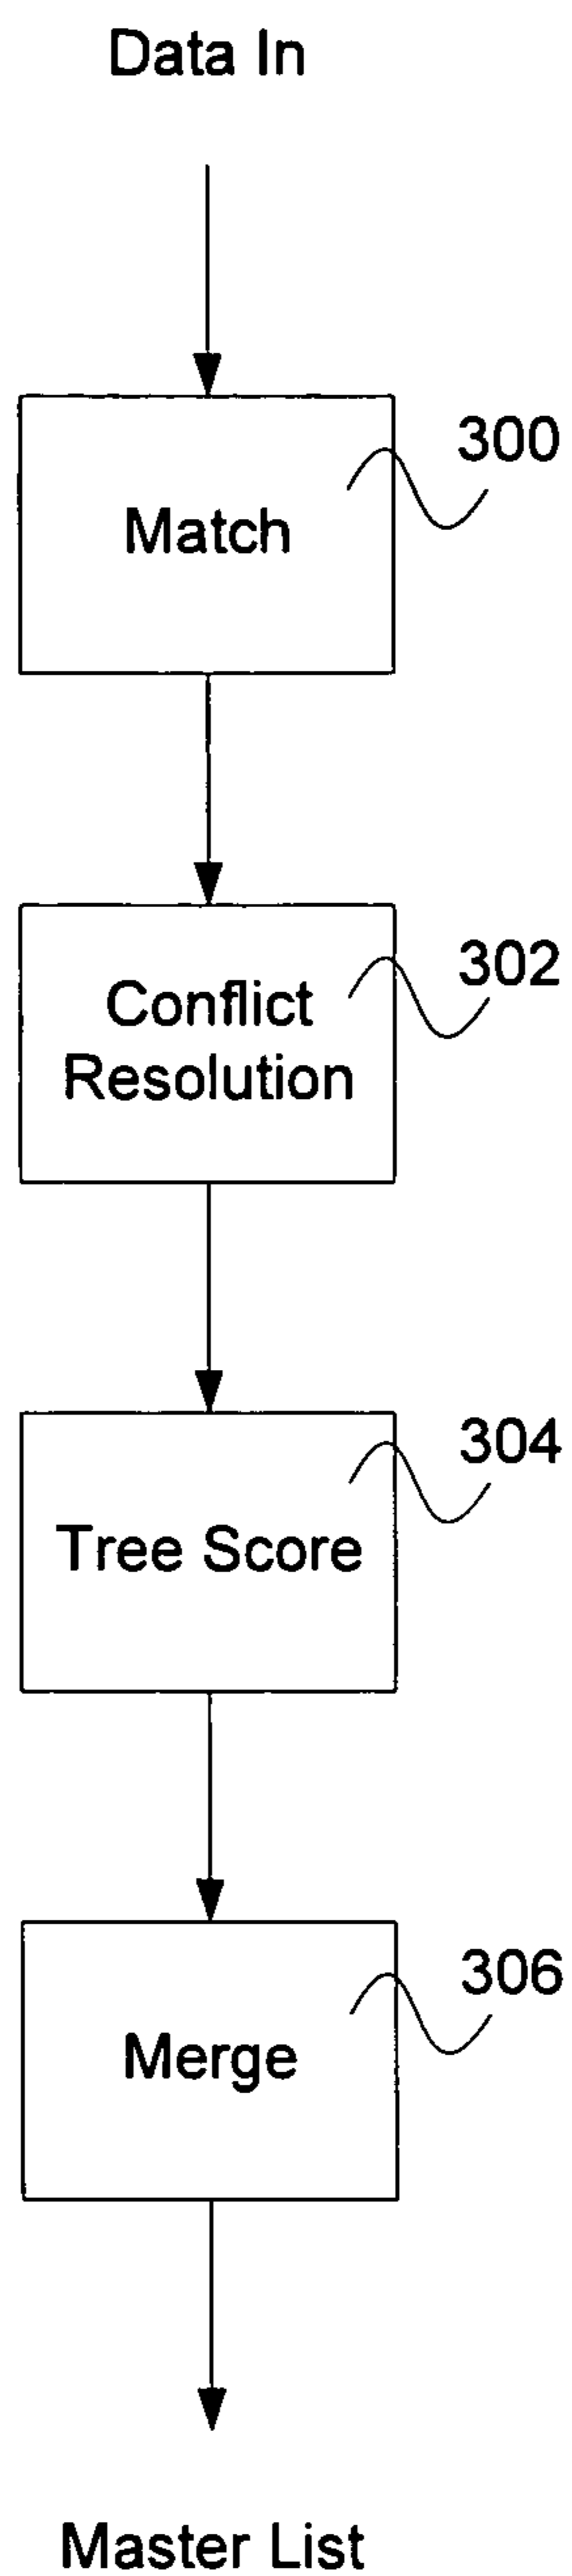 Data In
300
Match
302
Conflict
Resolution
304
Tree Score
306
Merge
Master List